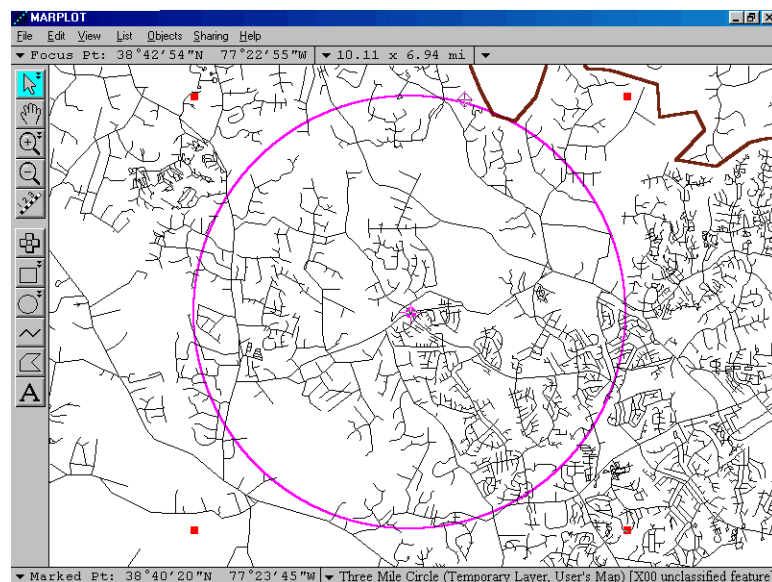 MARPLOT
File Edit View List Objects Sharing Help
Focus Pt: 38°42'54"N 77°22'55"W 10.11 x 6.94 mi
A
Marked Pt: 38°40'20"N 77°23'45"W Three Mile Circle (Temporary Layer, User's Map) [X00 unclassified feature